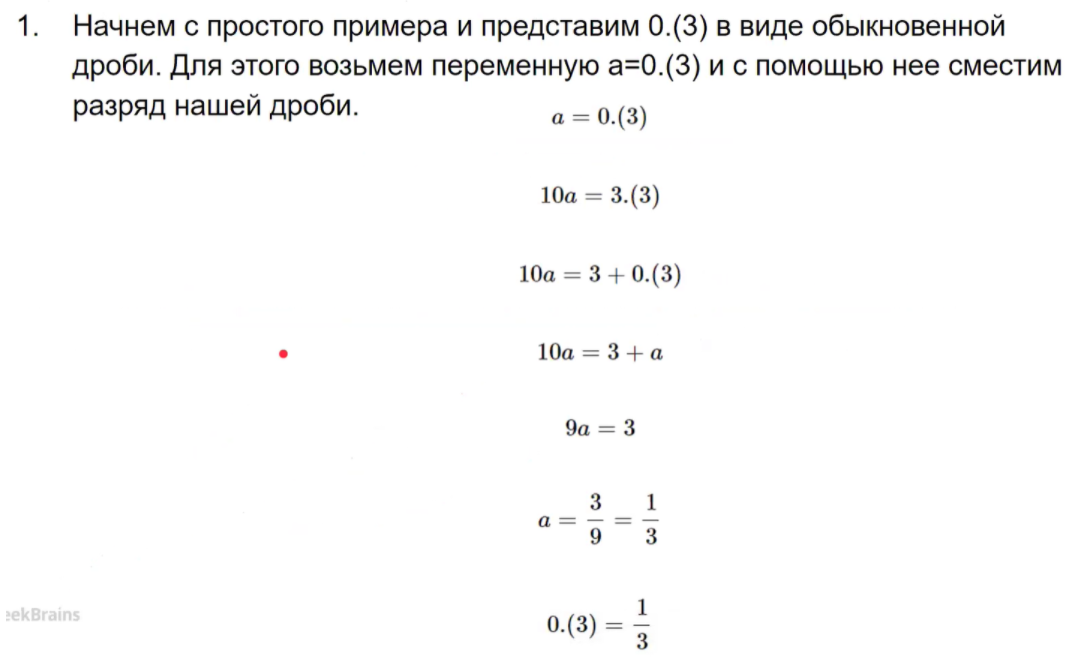 1. Начнем с простого примера и представим 0.(3) в виде обыкновенной
дроби. Для этого возьмем переменную a=0.(3) и с помощью нее сместим
разряд нашей дроби.
a = 0.(3)
10a = 3.(3)
10a = 3 + 0.(3)
10a = 3 + a
9a = 3
a = 3/9 = 1/3
0.(3) = 1/3
eekBrains